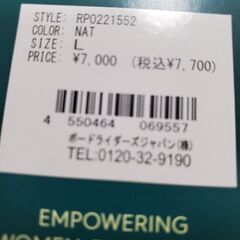 STYLE: RPO221552
COLOR: NAT
SIZE: L
PRICE: ¥7,000 (税込¥7,700)
4 550464 069557
ボードライダーズジャパン(株)
TEL:0120-32-9190
EMPOWERING